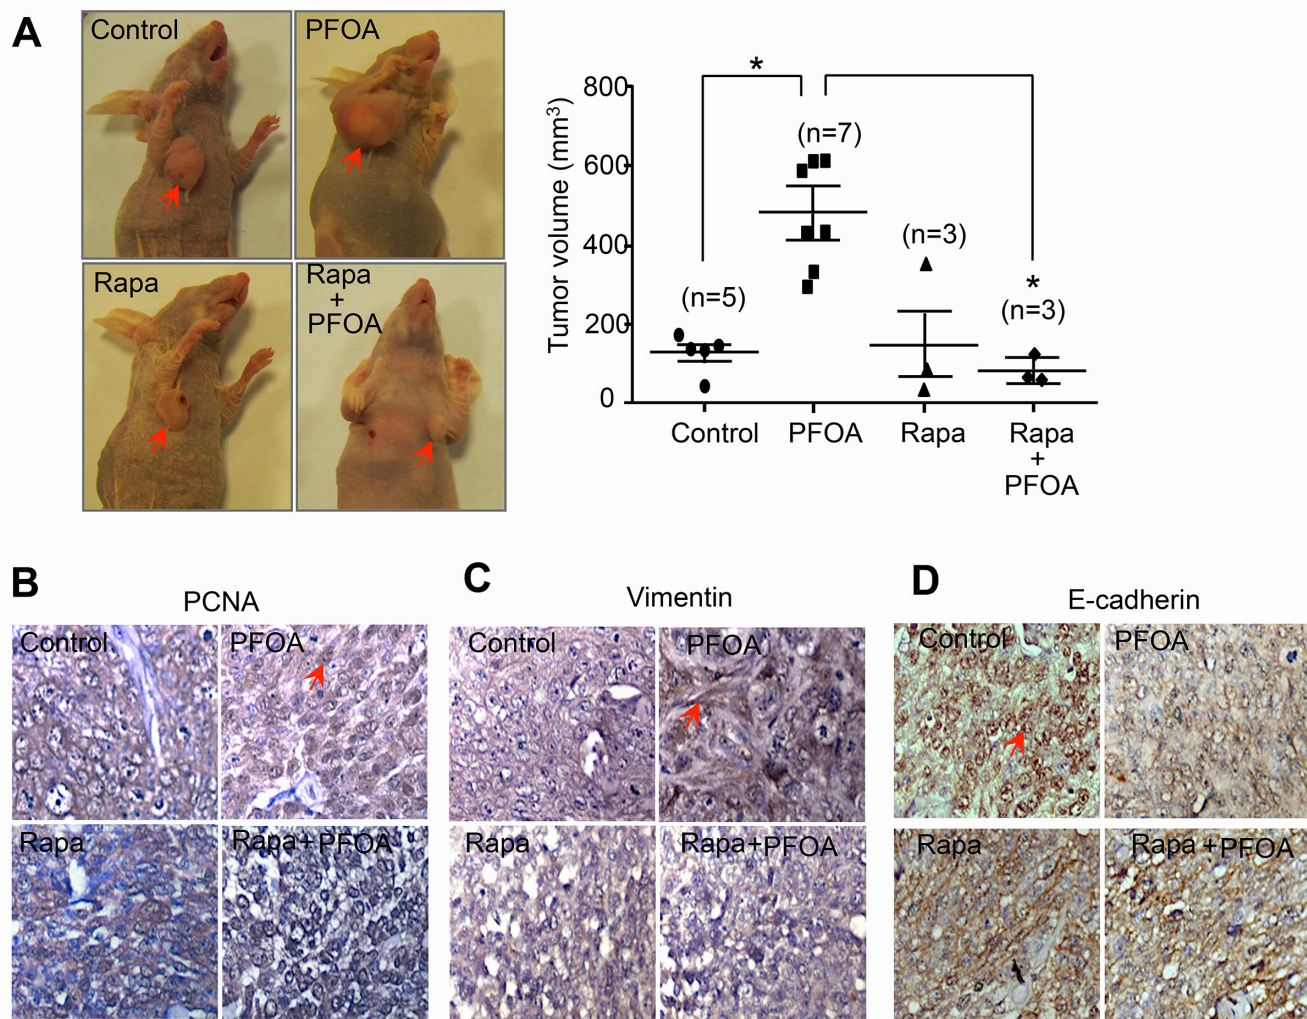 A
Control
PFOA
Rapa
Rapa
+
PFOA
Tumor volume (mm³)
800
600
400
200
0
*
(n=5)
(n=7)
(n=3)
*
(n=3)
Control
PFOA
Rapa
Rapa
+
PFOA
B
PCNA
Control
PFOA
Rapa
Rapa+PFOA
C
Vimentin
Control
PFOA
Rapa
Rapa+PFOA
D
E-cadherin
Control
PFOA
Rapa
Rapa +PFOA